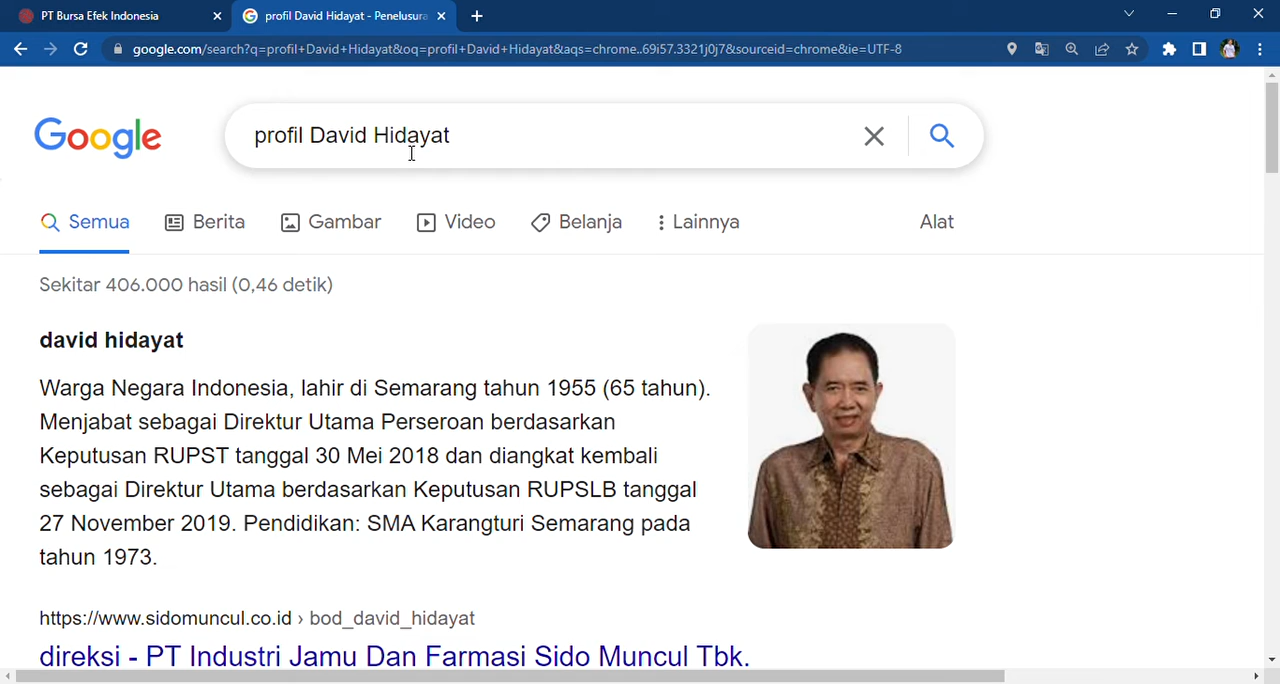 PT Bursa Efek Indonesia
profil David Hidayat - Penelusura
google.com/search?q=profil+David+Hidayat&oq=profil+David+Hidayat&aqs=chrome..69i57.3321j0j7&sourceid=chrome&ie=UTF-8
Google
profil David Hidayat
Semua Berita Gambar Video Belanja Lainnya Alat
Sekitar 406.000 hasil (0,46 detik)
david hidayat
Warga Negara Indonesia, lahir di Semarang tahun 1955 (65 tahun).
Menjabat sebagai Direktur Utama Perseroan berdasarkan
Keputusan RUPST tanggal 30 Mei 2018 dan diangkat kembali
sebagai Direktur Utama berdasarkan Keputusan RUPSLB tanggal
27 November 2019. Pendidikan: SMA Karangturi Semarang pada
tahun 1973.
https://www.sidomuncul.co.id › bod_david_hidayat
direksi - PT Industri Jamu Dan Farmasi Sido Muncul Tbk.